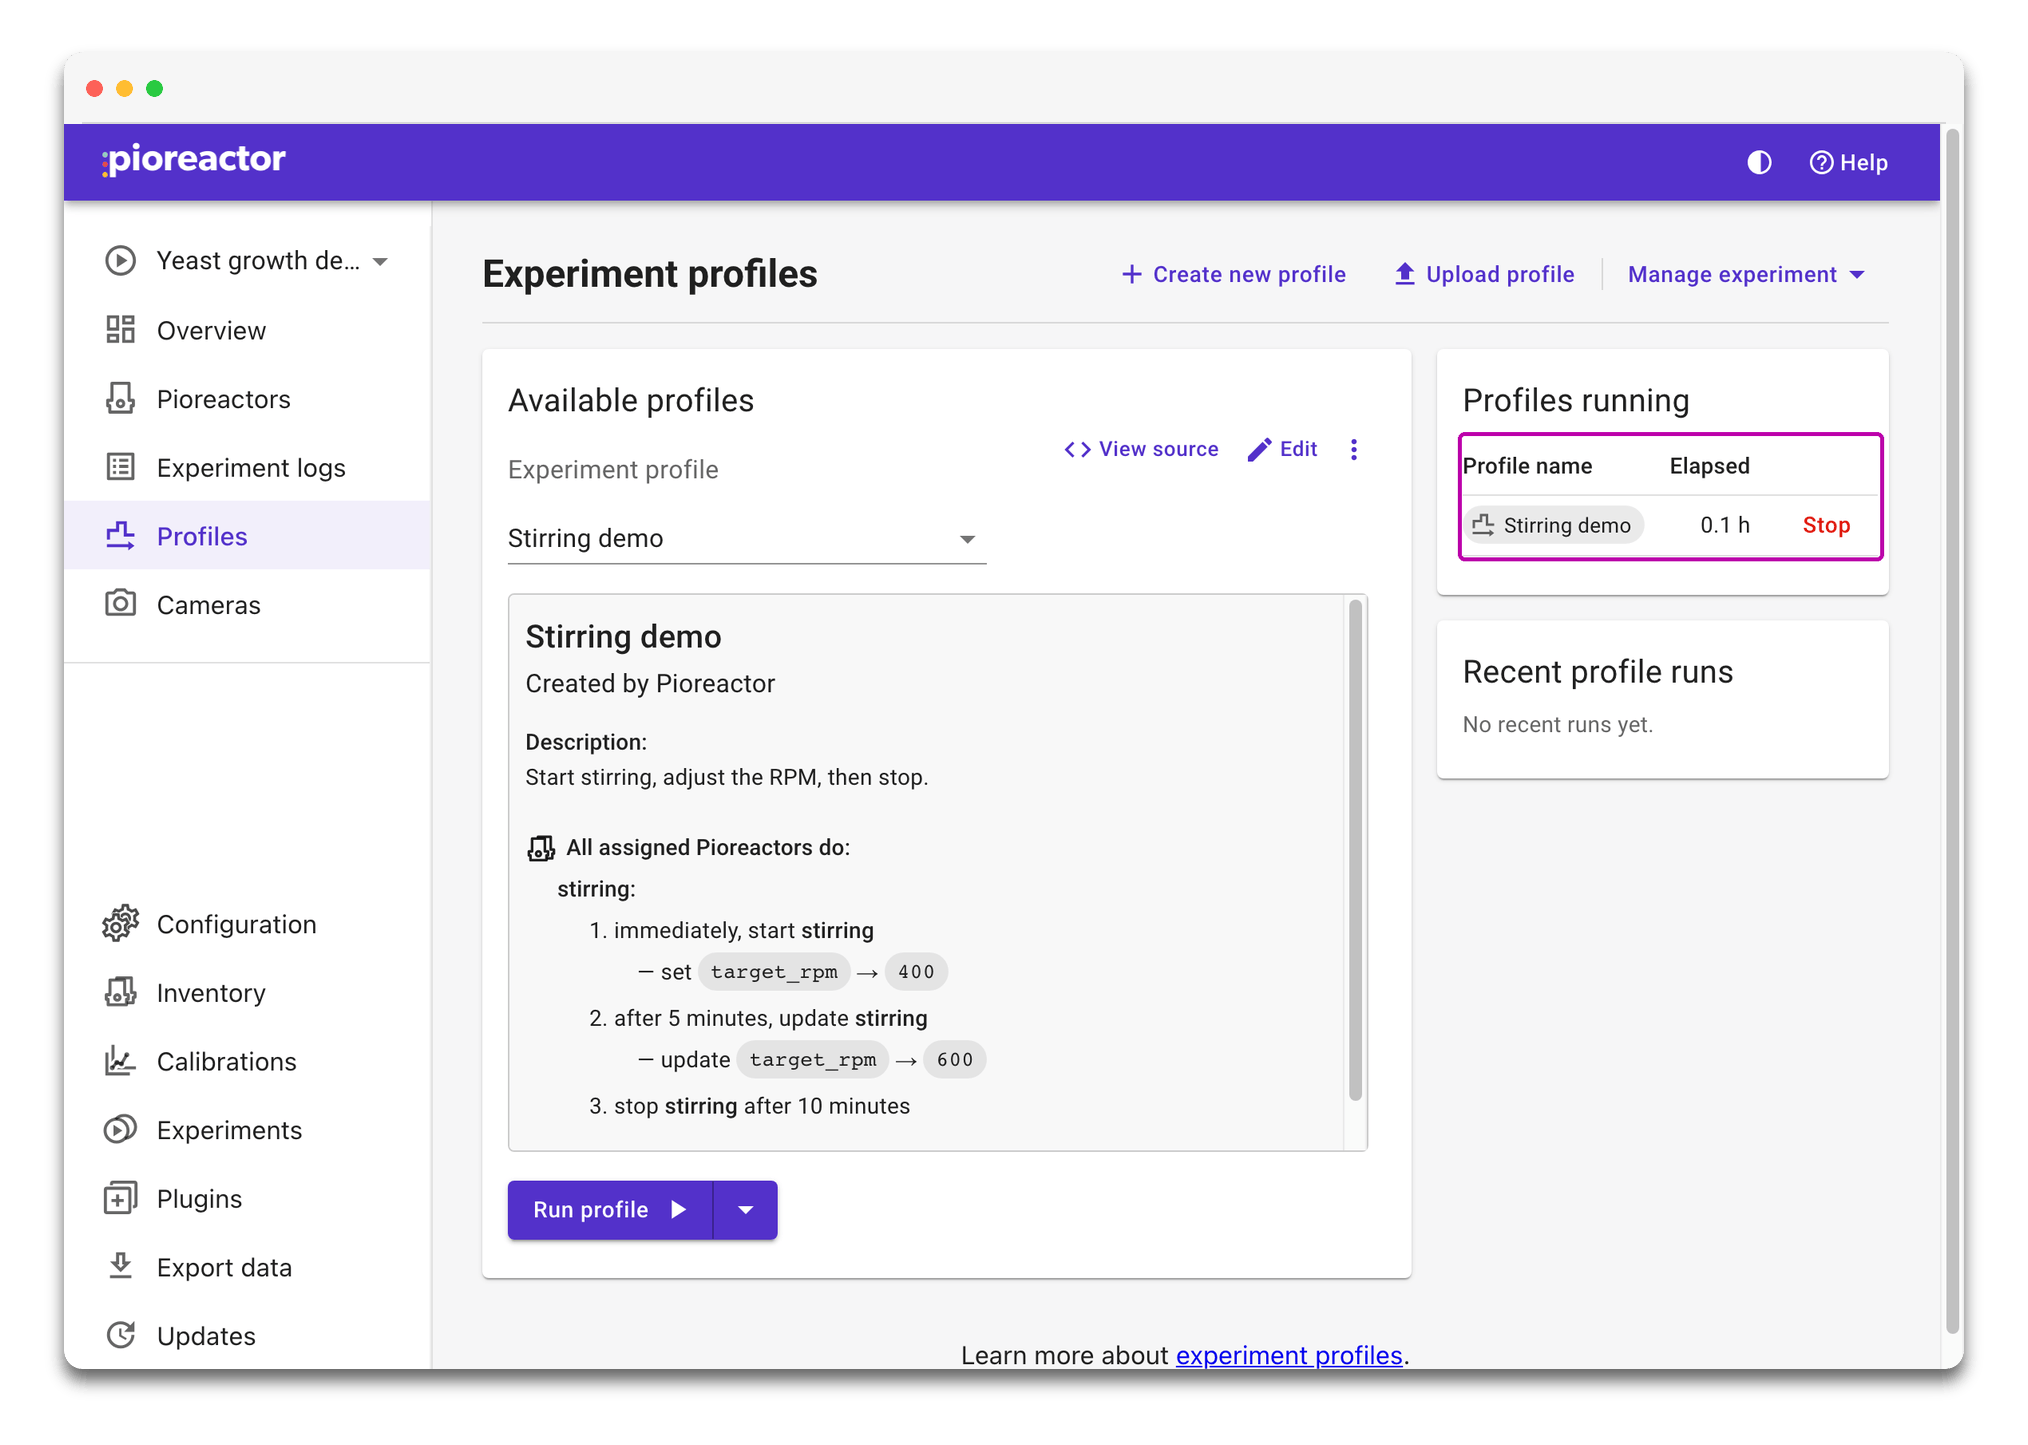 pioreactor
Help
Yeast growth de...
Overview
Pioreactors
Experiment logs
Profiles
Cameras
Configuration
Inventory
Calibrations
Experiments
Plugins
Export data
Updates
Experiment profiles
Create new profile
Upload profile
Manage experiment
Available profiles
View source
Edit
Experiment profile
Stirring demo
Stirring demo
Created by Pioreactor
Description:
Start stirring, adjust the RPM, then stop.
All assigned Pioreactors do:
stirring:
1. immediately, start stirring
— set target_rpm → 400
2. after 5 minutes, update stirring
— update target_rpm → 600
3. stop stirring after 10 minutes
Run profile
Profiles running
Profile name Elapsed
Stirring demo 0.1 h Stop
Recent profile runs
No recent runs yet.
Learn more about experiment profiles.